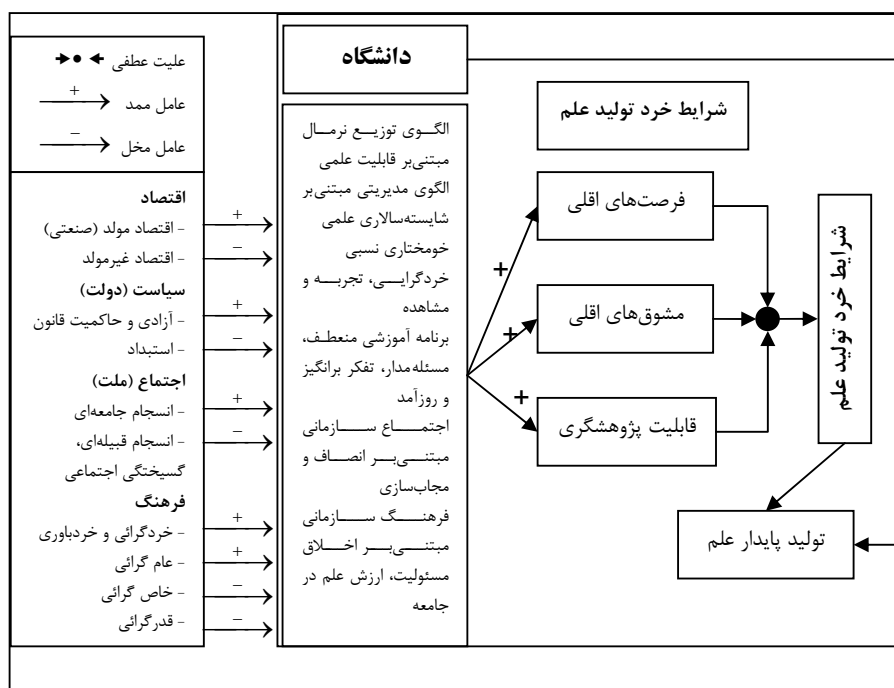 علیت عطفی
+
عامل ممد
−
عامل مخل
اقتصاد
- اقتصاد مولد (صنعتی)
+
- اقتصاد غیرمولد
−
سیاست (دولت)
- آزادی و حاکمیت قانون
+
- استبداد
−
اجتماع (ملت)
- انسجام جامعه‌ای
+
- انسجام قبیله‌ای،
−
گسیختگی اجتماعی
فرهنگ
- خردگرائی و خردباوری
+
- عام گرائی
+
- خاص گرائی
−
- قدرگرائی
−
دانشگاه
الگوی توزیع نرمال
مبتنی‌بر قابلیت علمی
الگوی مدیریتی مبتنی‌بر
شایسته‌سالاری علمی
خومختاری نسبی
خردگرایی، تجربه و
مشاهده
برنامه آموزشی منعطف،
مسئله‌مدار، تفکر برانگیز
و روزآمد
اجتماع سازمانی
مبتنی‌بر انصاف و
مجاب‌سازی
فرهنگ سازمانی
مبتنی‌بر اخلاق
مسئولیت، ارزش علم در
جامعه
شرایط خرد تولید علم
+
فرصت‌های اقلی
+
مشوق‌های اقلی
+
قابلیت پژوهشگری
شرایط خرد تولید علم
تولید پایدار علم